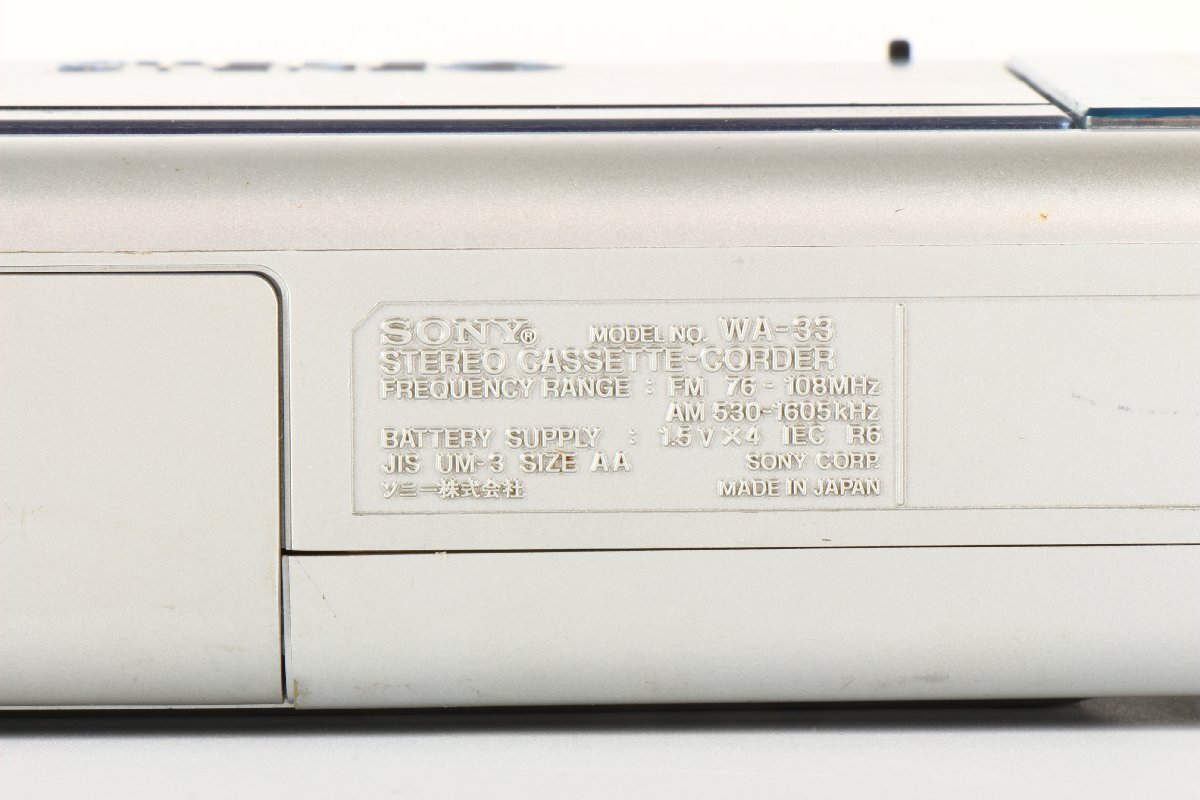 SONY® MODEL NO. WA-33
STEREO CASSETTE-CORDER
FREQUENCY RANGE : FM 76 - 108MHz
AM 530-1605kHz
BATTERY SUPPLY : 1.5V×4 IEC R6
JIS UM-3 SIZE AA SONY CORP.
ソニー株式会社 MADE IN JAPAN